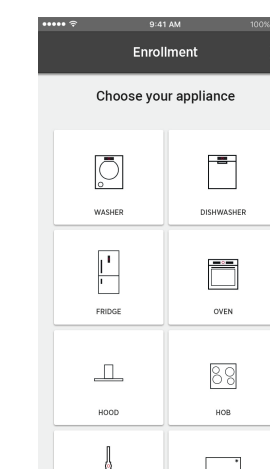 9:41 AM 100%
Enrollment
Choose your appliance
WASHER DISHWASHER
FRIDGE OVEN
HOOD HOB